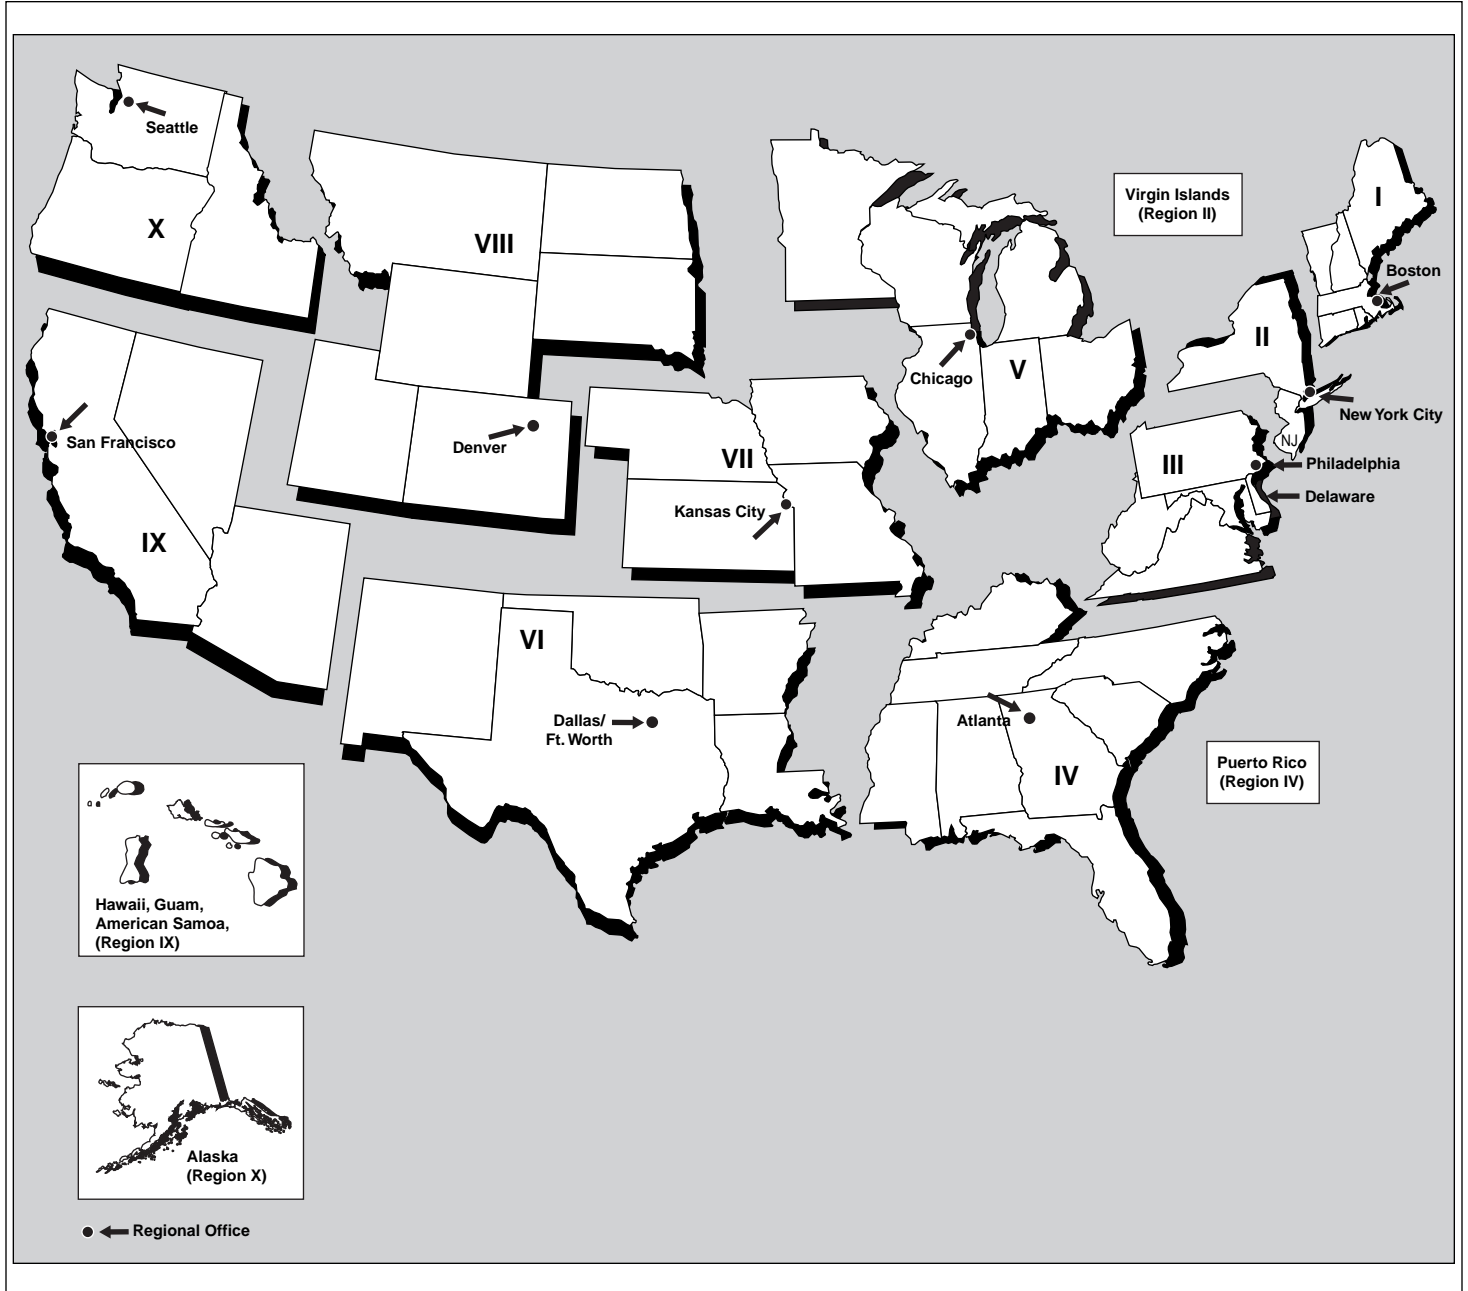 Seattle
X
VIII
Virgin Islands
(Region II)
I
Boston
II
Chicago
V
New York City
NJ
San Francisco
Denver
VII
III
Philadelphia
Delaware
Kansas City
IX
VI
Dallas/
Ft. Worth
Atlanta
IV
Puerto Rico
(Region IV)
Hawaii, Guam,
American Samoa,
(Region IX)
Alaska
(Region X)
Regional Office